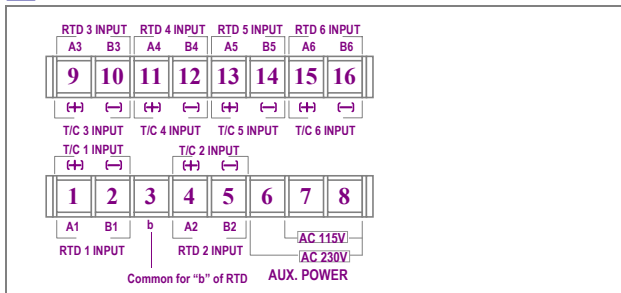 RTD 3 INPUT RTD 4 INPUT RTD 5 INPUT RTD 6 INPUT
A3 B3 A4 B4 A5 B5 A6 B6
9 10 11 12 13 14 15 16
(+) (−) (+) (−) (+) (−) (+) (−)
T/C 3 INPUT T/C 4 INPUT T/C 5 INPUT T/C 6 INPUT
T/C 1 INPUT T/C 2 INPUT
(+) (−) (+) (−)
1 2 3 4 5 6 7 8
A1 B1 b A2 B2
AC 115V
RTD 1 INPUT RTD 2 INPUT
AC 230V
Common for “b” of RTD AUX. POWER